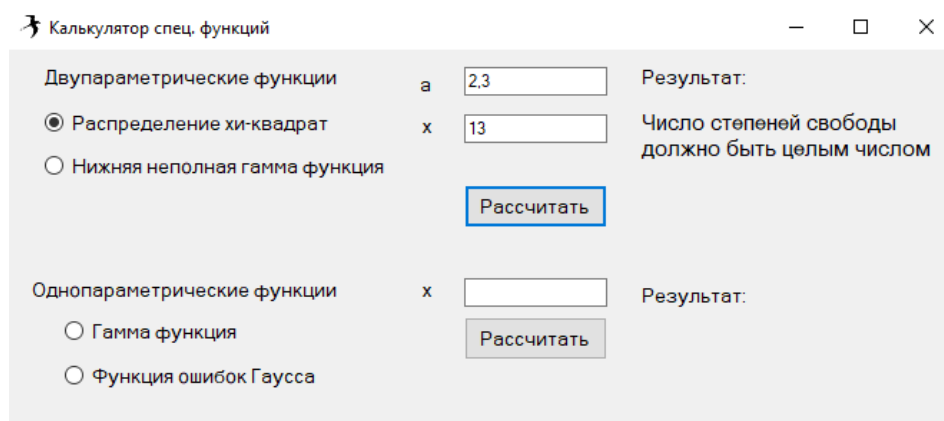 Калькулятор спец. функций
Двупараметрические функции
a
2,3
Результат:
Распределение хи-квадрат
x
13
Число степеней свободы
должно быть целым числом
Нижняя неполная гамма функция
Рассчитать
Однопараметрические функции
x
Результат:
Гамма функция
Рассчитать
Функция ошибок Гаусса